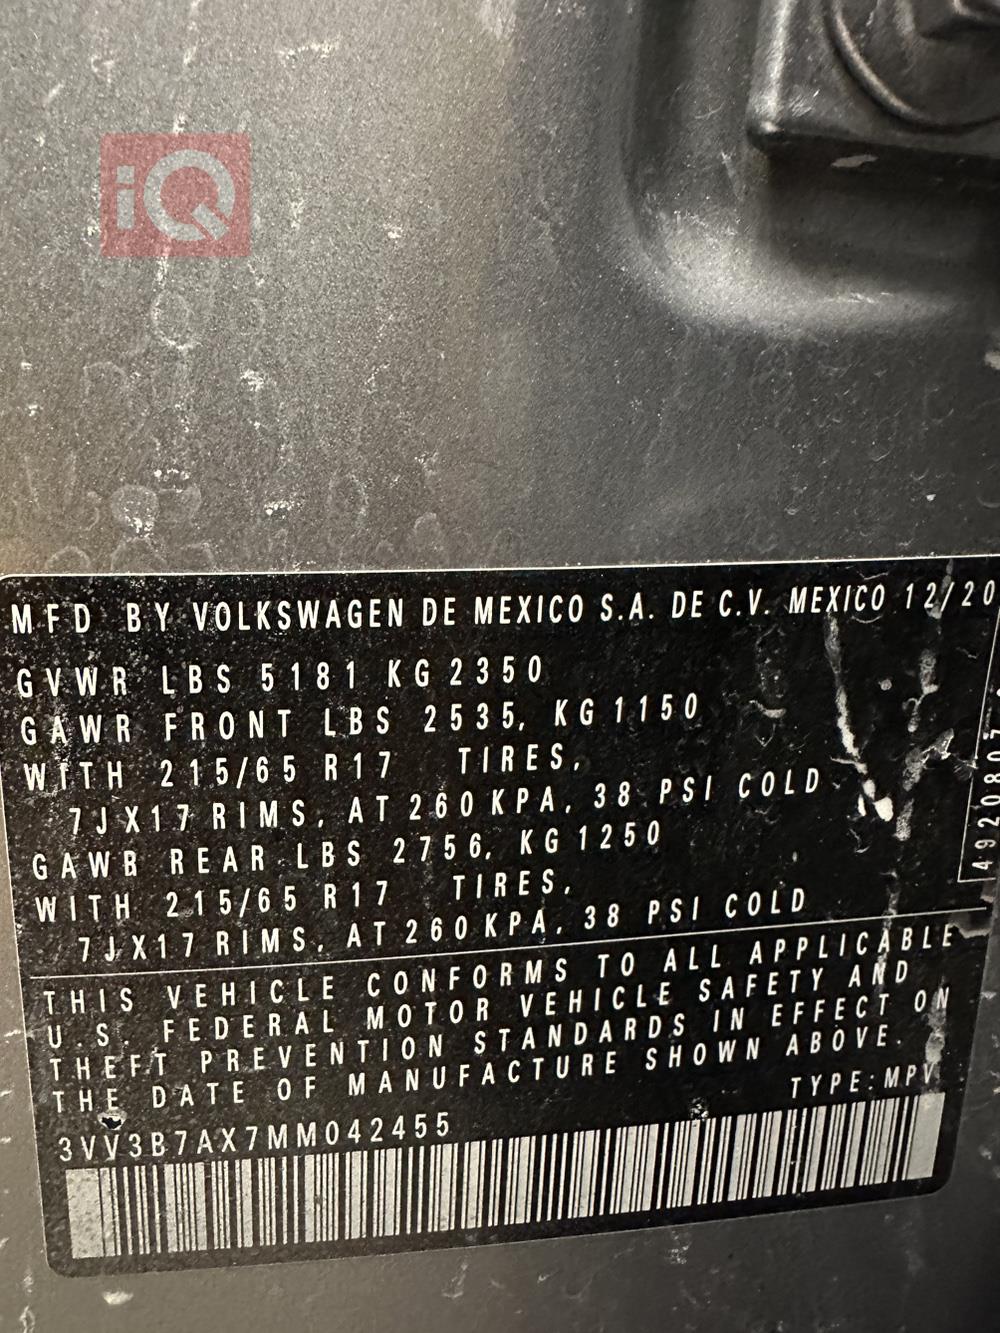 iQ
MFD BY VOLKSWAGEN DE MEXICO S.A. DE C.V. MEXICO 12/20
GVWR LBS 5181 KG 2350
GAWR FRONT LBS 2535, KG 1150
WITH 215/65 R17 TIRES,
7JX17 RIMS, AT 260 KPA, 38 PSI COLD
GAWR REAR LBS 2756, KG 1250
WITH 215/65 R17 TIRES,
7JX17 RIMS, AT 260 KPA, 38 PSI COLD
4920807
THIS VEHICLE CONFORMS TO ALL APPLICABLE
U.S. FEDERAL MOTOR VEHICLE SAFETY AND
THEFT PREVENTION STANDARDS IN EFFECT ON
THE DATE OF MANUFACTURE SHOWN ABOVE.
TYPE: MPV
3VV3B7AX7MM042455